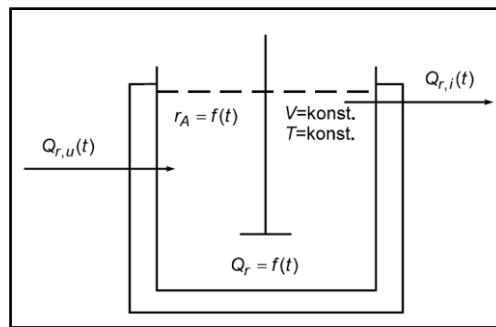 Q_{r,i}(t)
r_A = f(t)
V=konst.
T=konst.
Q_{r,u}(t)
Q_r = f(t)